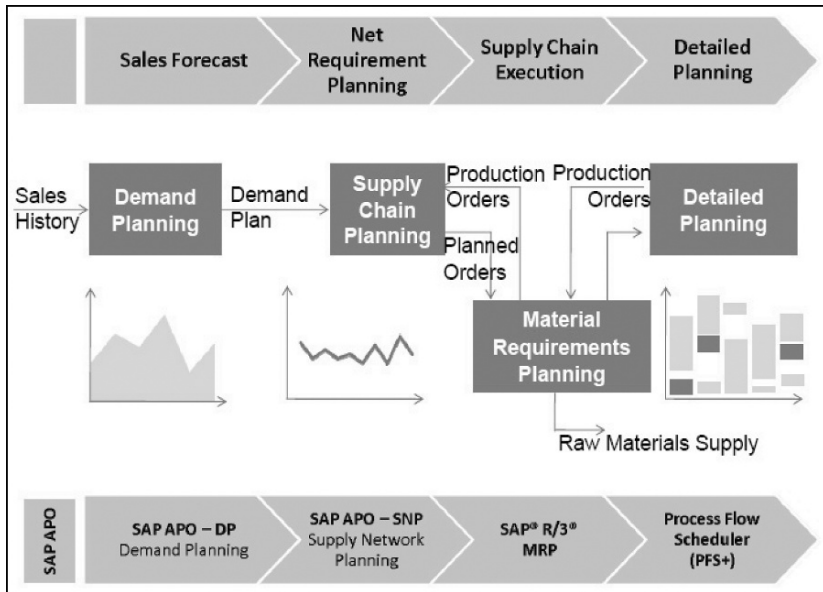 Sales Forecast
Net
Requirement
Planning
Supply Chain
Execution
Detailed
Planning
Sales
History
Demand
Planning
Demand
Plan
Supply
Chain
Planning
Production
Orders
Planned
Orders
Production
Orders
Detailed
Planning
Material
Requirements
Planning
Raw Materials Supply
SAP APO
SAP APO – DP
Demand Planning
SAP APO – SNP
Supply Network
Planning
SAP® R/3®
MRP
Process Flow
Scheduler
(PFS+)